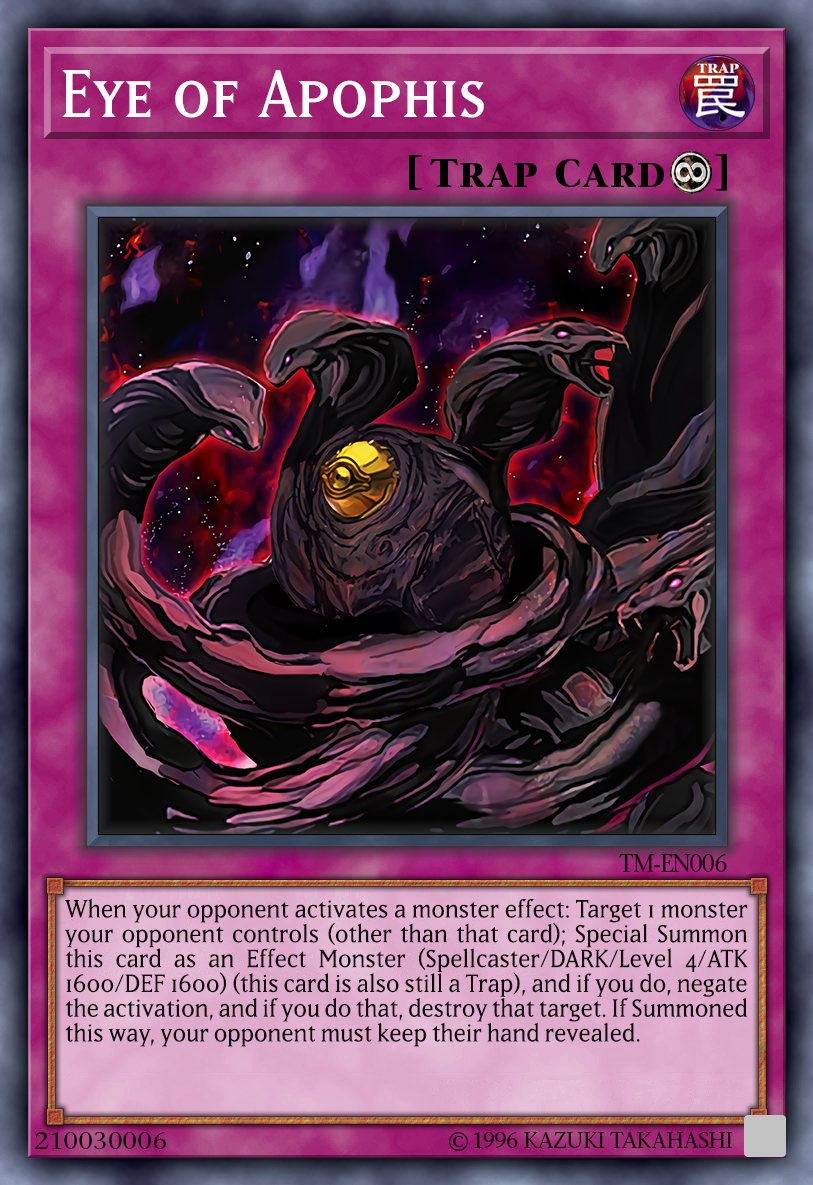 EYE OF APOPHIS
TRAP
罠
[TRAP CARD∞]
TM-EN006
When your opponent activates a monster effect: Target 1 monster
your opponent controls (other than that card); Special Summon
this card as an Effect Monster (Spellcaster/DARK/Level 4/ATK
1600/DEF 1600) (this card is also still a Trap), and if you do, negate
the activation, and if you do that, destroy that target. If Summoned
this way, your opponent must keep their hand revealed.
210030006
© 1996 KAZUKI TAKAHASHI